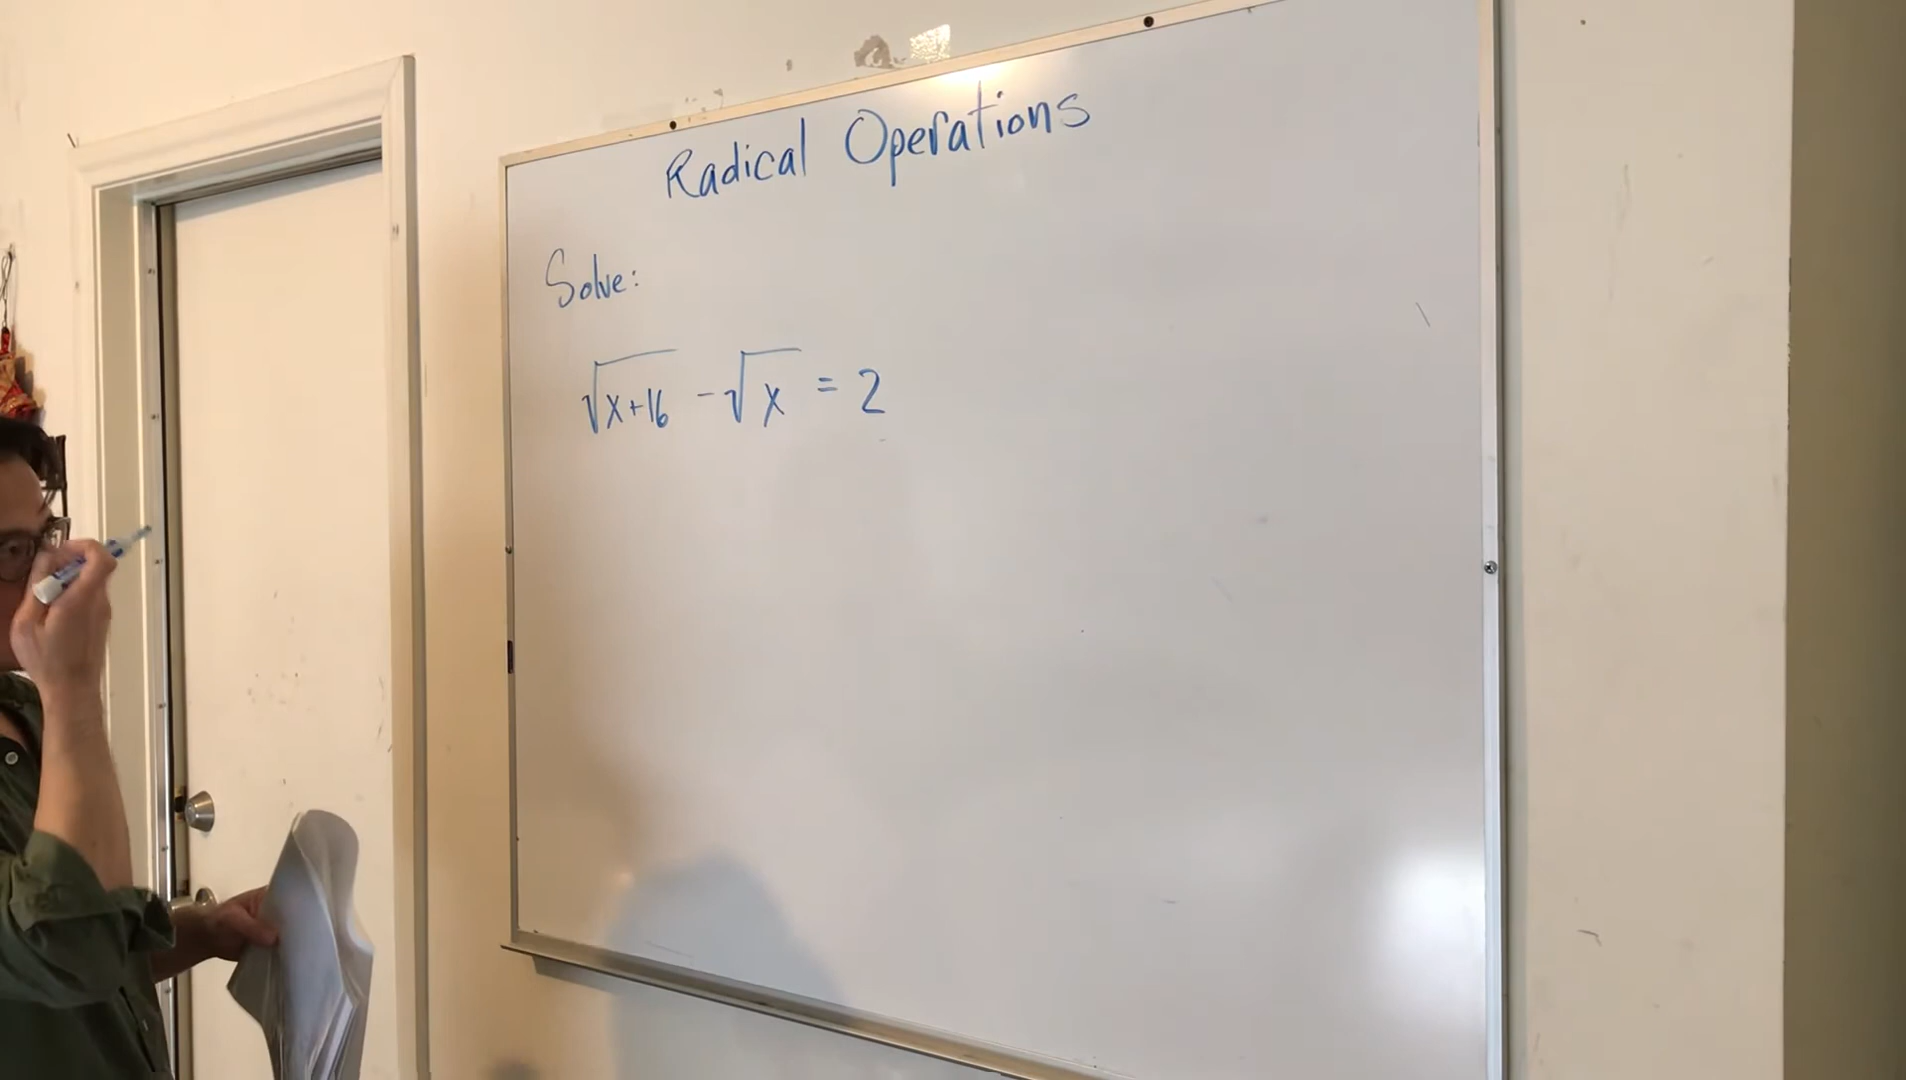 Radical Operations
Solve:
√x+16 - √x = 2